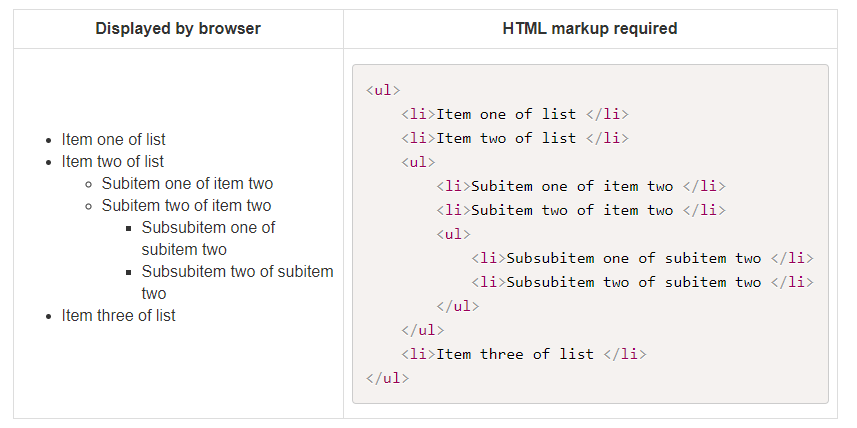 Displayed by browser
HTML markup required
Item one of list
Item two of list
Subitem one of item two
Subitem two of item two
Subsubitem one of
subitem two
Subsubitem two of subitem
two
Item three of list
<ul>
<li>Item one of list </li>
<li>Item two of list </li>
<ul>
<li>Subitem one of item two </li>
<li>Subitem two of item two </li>
<ul>
<li>Subsubitem one of subitem two </li>
<li>Subsubitem two of subitem two </li>
</ul>
</ul>
<li>Item three of list </li>
</ul>